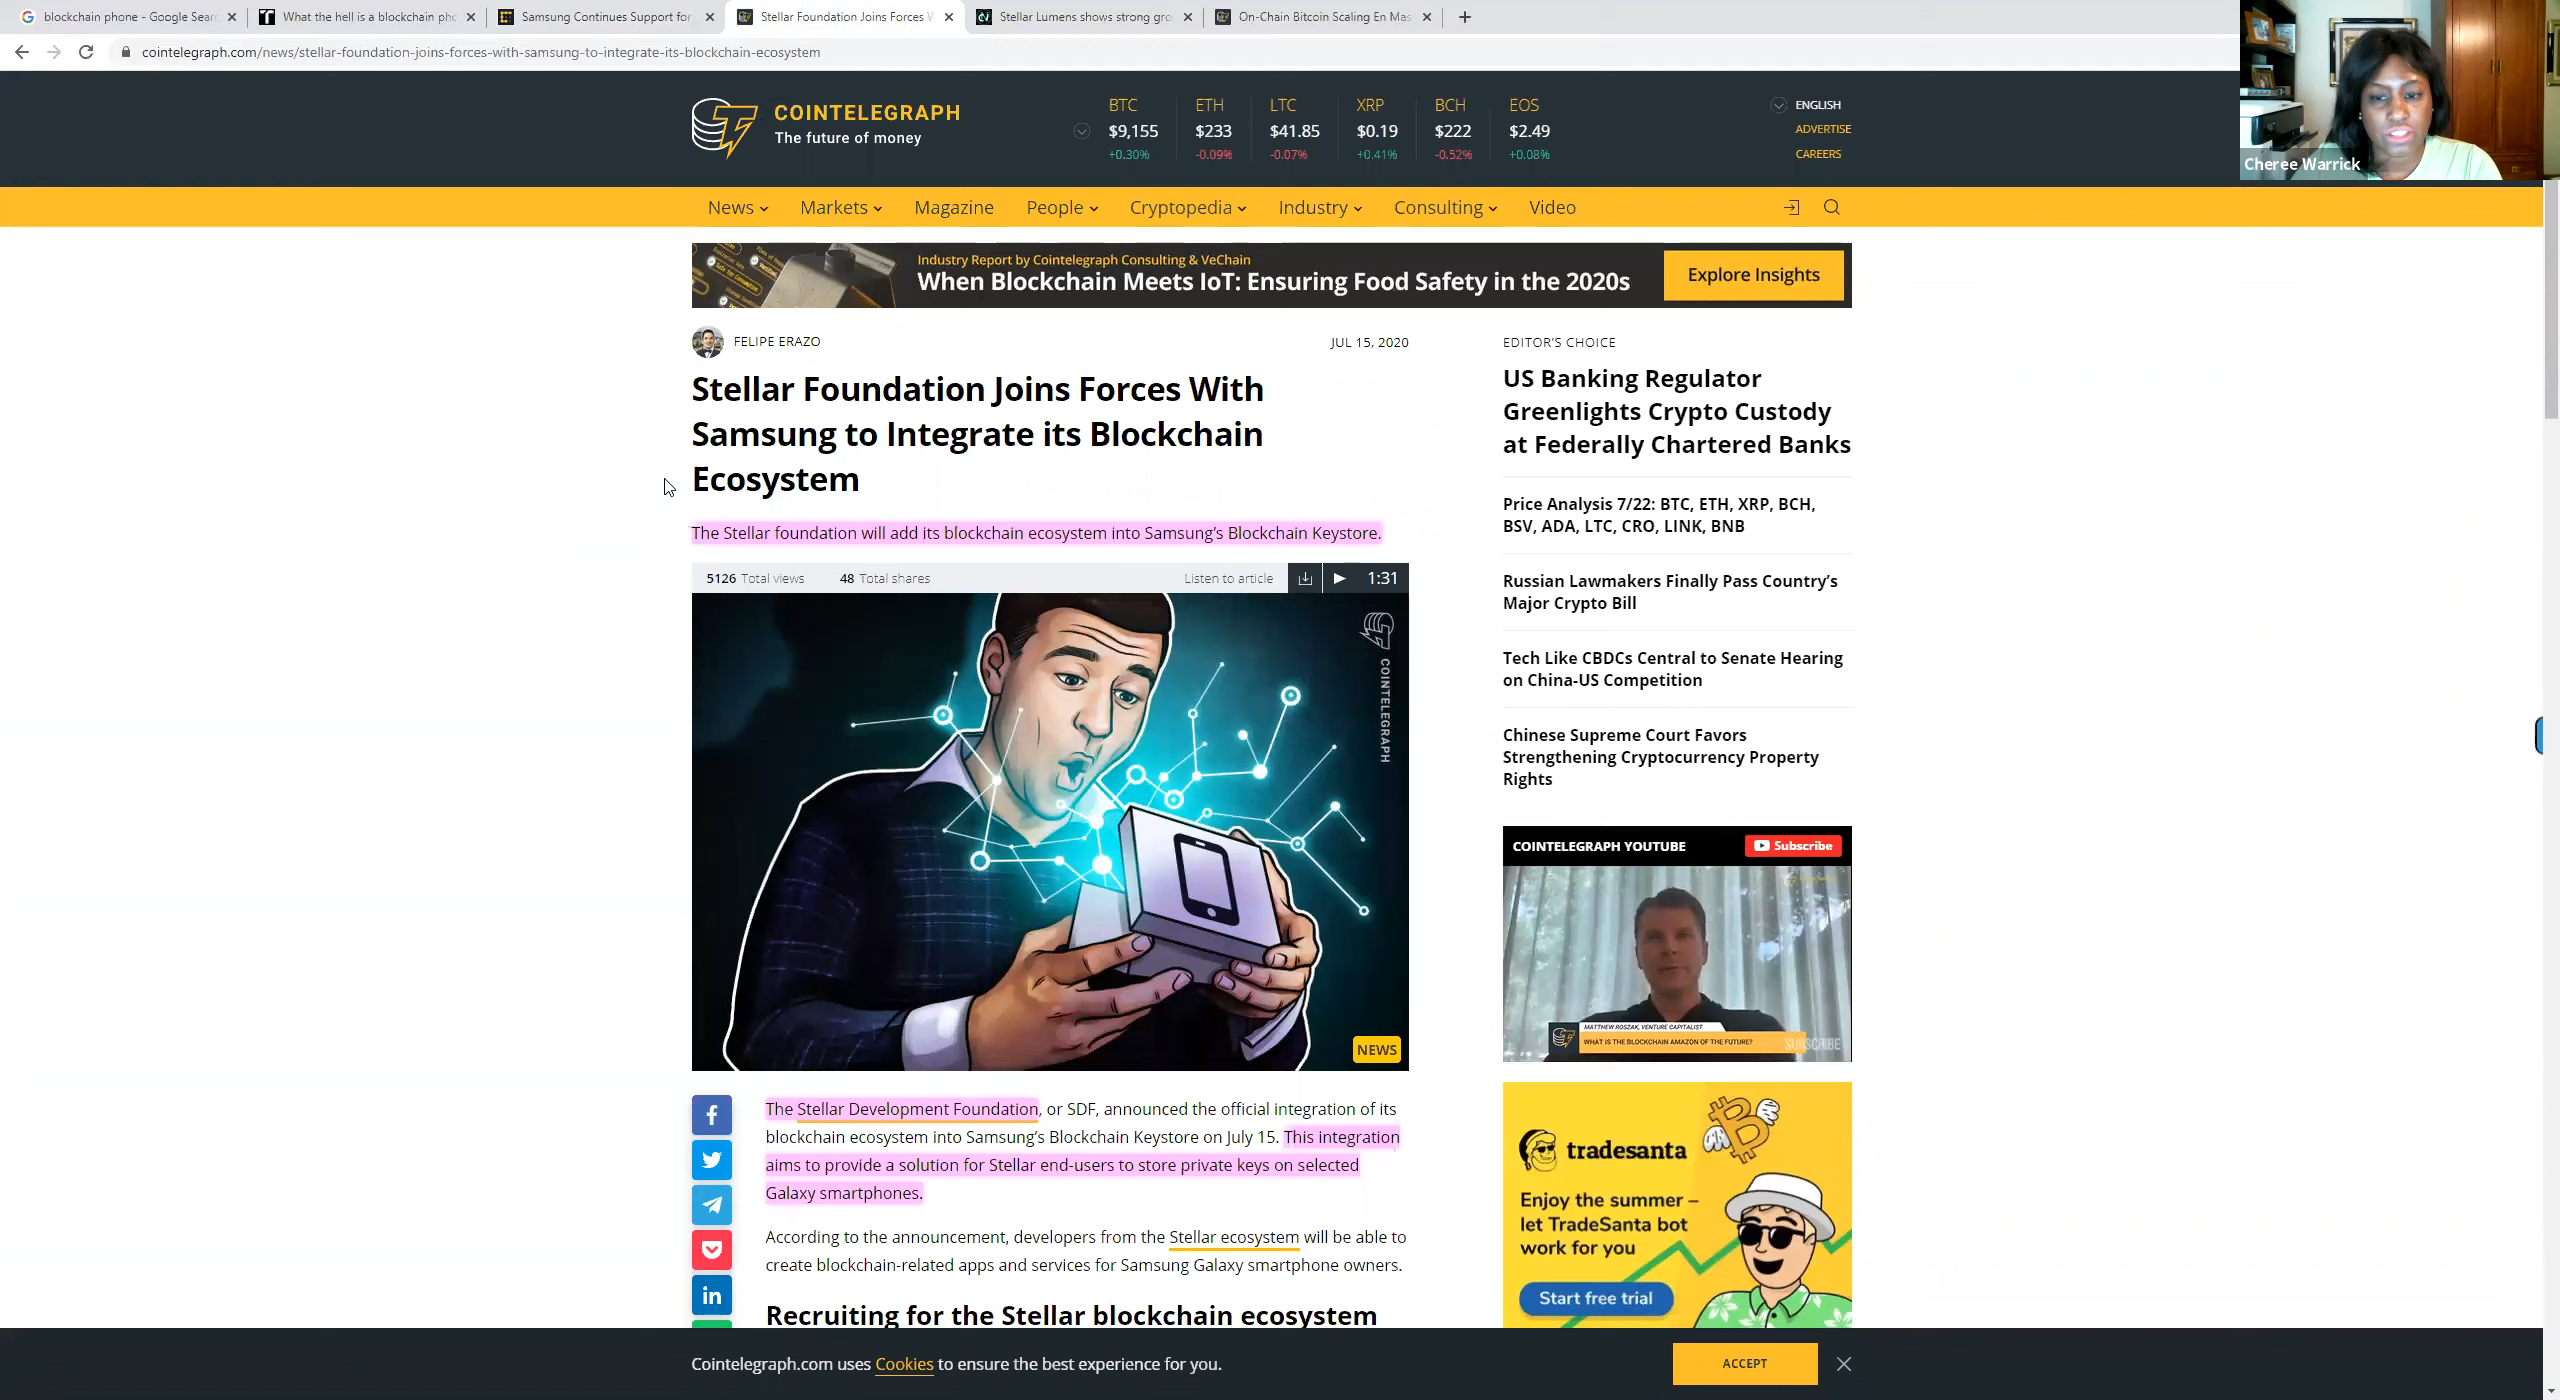 blockchain phone - Google Sear
What the hell is a blockchain pho
Samsung Continues Support for
Stellar Foundation Joins Forces W
Stellar Lumens shows strong gro
On-Chain Bitcoin Scaling En Mas
cointelegraph.com/news/stellar-foundation-joins-forces-with-samsung-to-integrate-its-blockchain-ecosystem
Cheree Warrick
COINTELEGRAPH
The future of money
BTC ETH LTC XRP BCH EOS
$9,155 $233 $41.85 $0.19 $222 $2.49
+0.30% -0.09% -0.07% +0.41% -0.52% +0.08%
ENGLISH
ADVERTISE
CAREERS
News Markets Magazine People Cryptopedia Industry Consulting Video
Industry Report by Cointelegraph Consulting & VeChain
When Blockchain Meets IoT: Ensuring Food Safety in the 2020s
Explore Insights
FELIPE ERAZO
JUL 15, 2020
Stellar Foundation Joins Forces With
Samsung to Integrate its Blockchain
Ecosystem
The Stellar foundation will add its blockchain ecosystem into Samsung's Blockchain Keystore.
5126 Total views 48 Total shares Listen to article 1:31
COINTELEGRAPH
NEWS
The Stellar Development Foundation, or SDF, announced the official integration of its
blockchain ecosystem into Samsung's Blockchain Keystore on July 15. This integration
aims to provide a solution for Stellar end-users to store private keys on selected
Galaxy smartphones.
According to the announcement, developers from the Stellar ecosystem will be able to
create blockchain-related apps and services for Samsung Galaxy smartphone owners.
Recruiting for the Stellar blockchain ecosystem
EDITOR'S CHOICE
US Banking Regulator
Greenlights Crypto Custody
at Federally Chartered Banks
Price Analysis 7/22: BTC, ETH, XRP, BCH,
BSV, ADA, LTC, CRO, LINK, BNB
Russian Lawmakers Finally Pass Country's
Major Crypto Bill
Tech Like CBDCs Central to Senate Hearing
on China-US Competition
Chinese Supreme Court Favors
Strengthening Cryptocurrency Property
Rights
COINTELEGRAPH YOUTUBE
Subscribe
MATTHEW ROSZAK, VENTURE CAPITALIST
WHAT IS THE BLOCKCHAIN AMAZON OF THE FUTURE?
SUBSCRIBE
tradesanta
Enjoy the summer –
let TradeSanta bot
work for you
Start free trial
Cointelegraph.com uses Cookies to ensure the best experience for you.
ACCEPT